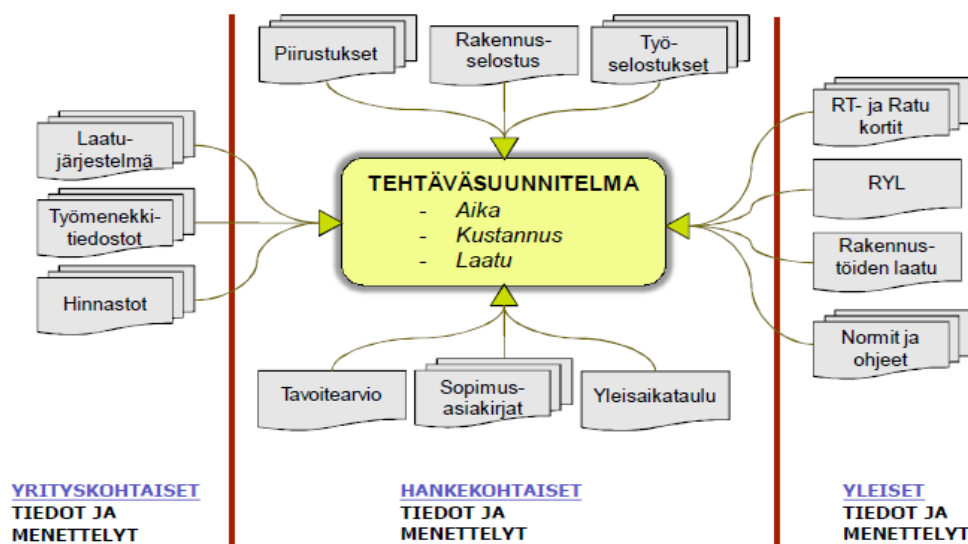 Piirustukset
Rakennus-
selostus
Työ-
selostukset
Laatu-
järjestelmä
Työmenekki-
tiedostot
Hinnastot
TEHTÄVÄSUUNNITELMA
- Aika
- Kustannus
- Laatu
RT- ja Ratu
kortit
RYL
Rakennus-
töiden laatu
Normit ja
ohjeet
Tavoitearvio
Sopimus-
asiakirjat
Yleisaikataulu
YRITYSKOHTAISET
TIEDOT JA
MENETTELYT
HANKEKOHTAISET
TIEDOT JA
MENETTELYT
YLEISET
TIEDOT JA
MENETTELYT